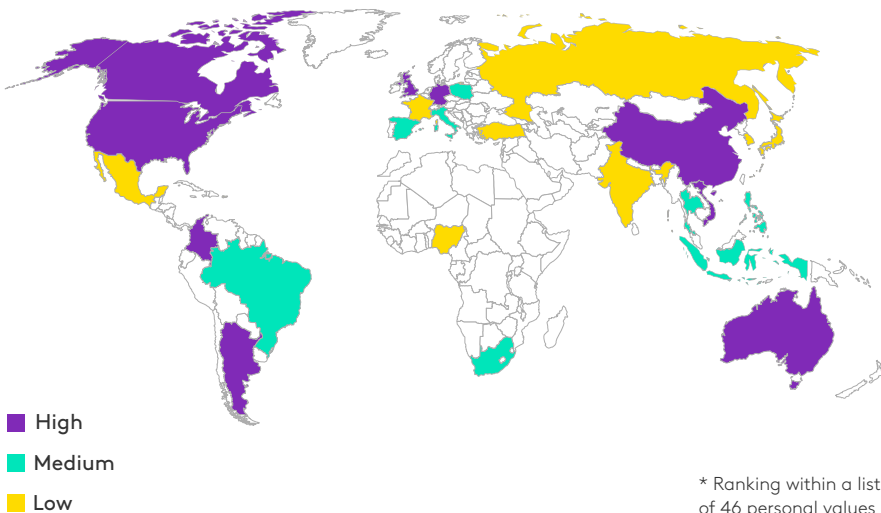 High
Medium
Low
* Ranking within a list
of 46 personal values